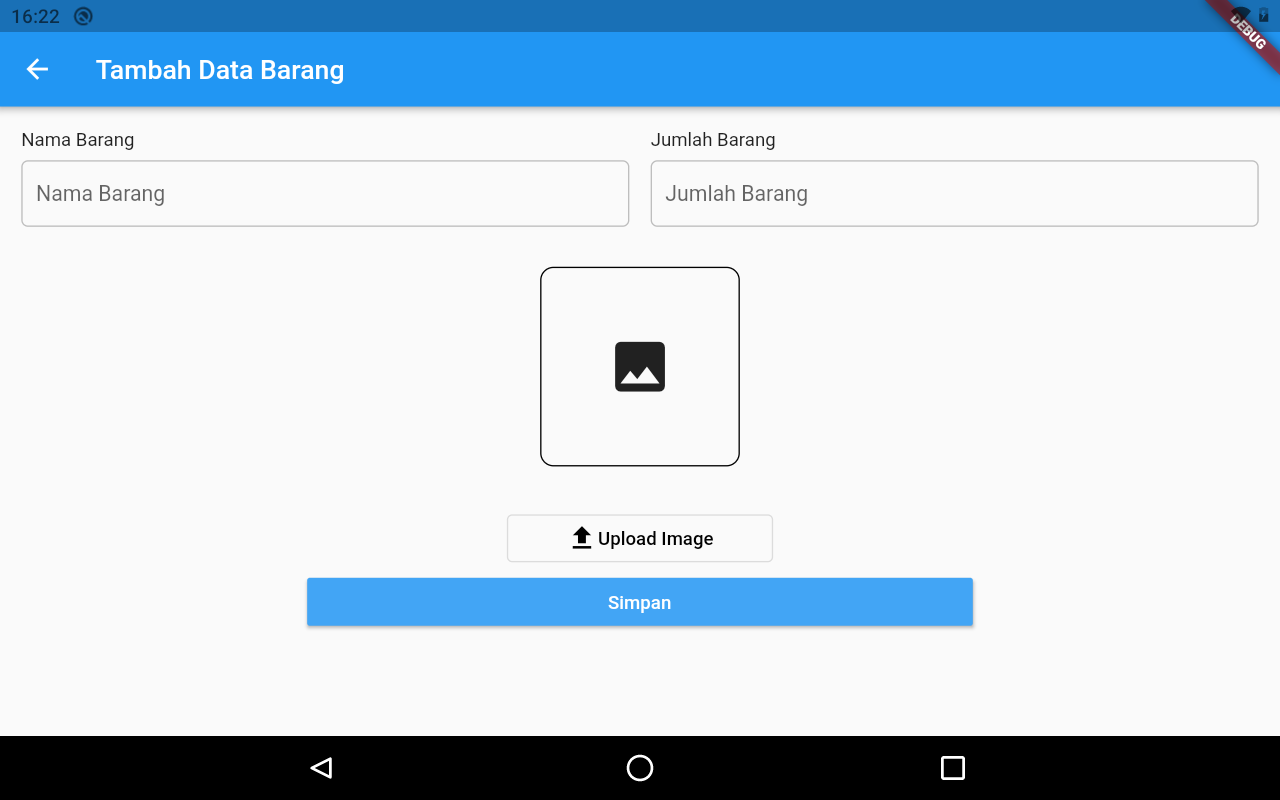 16:22
DEBUG
Tambah Data Barang
Nama Barang
Jumlah Barang
Nama Barang
Jumlah Barang
Upload Image
Simpan